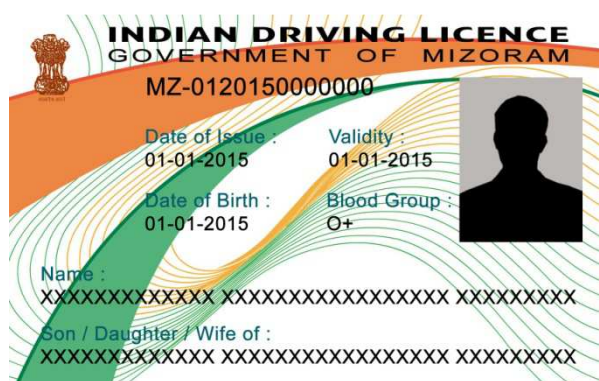 INDIAN DRIVING LICENCE
GOVERNMENT OF MIZORAM
MZ-0120150000000
Date of Issue : Validity :
01-01-2015 01-01-2015
Date of Birth : Blood Group :
01-01-2015 O+
Name :
XXXXXXXXXXXXX XXXXXXXXXXXXXXXXX XXXXXXXXX
Son / Daughter / Wife of :
XXXXXXXXXXXXX XXXXXXXXXXXXXXXXX XXXXXXXXX